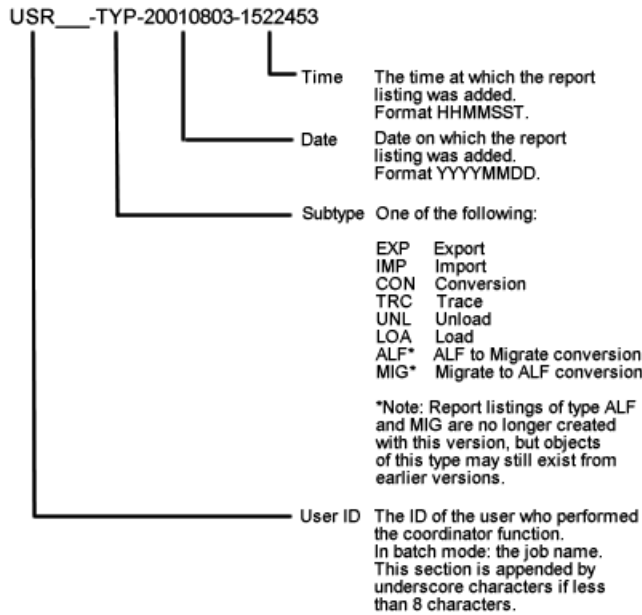 USR___-TYP-20010803-1522453
Time The time at which the report
listing was added.
Format HHMMSST.
Date Date on which the report
listing was added.
Format YYYYMMDD.
Subtype One of the following:
EXP Export
IMP Import
CON Conversion
TRC Trace
UNL Unload
LOA Load
ALF* ALF to Migrate conversion
MIG* Migrate to ALF conversion
*Note: Report listings of type ALF
and MIG are no longer created
with this version, but objects
of this type may still exist from
earlier versions.
User ID The ID of the user who performed
the coordinator function.
In batch mode: the job name.
This section is appended by
underscore characters if less
than 8 characters.